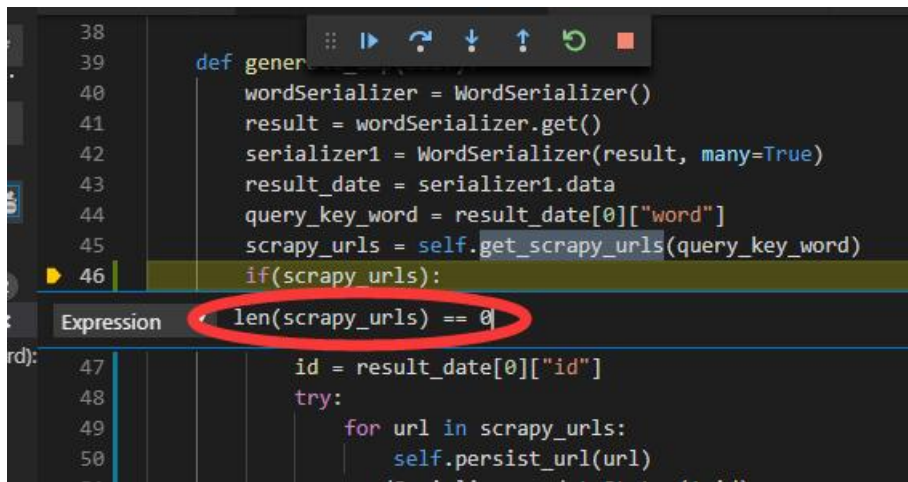 38
39 def gener
40 wordSerializer = WordSerializer()
41 result = wordSerializer.get()
42 serializer1 = WordSerializer(result, many=True)
43 result_date = serializer1.data
44 query_key_word = result_date[0]["word"]
45 scrapy_urls = self.get_scrapy_urls(query_key_word)
46 if(scrapy_urls):
Expression len(scrapy_urls) == 0
rd):
47 id = result_date[0]["id"]
48 try:
49 for url in scrapy_urls:
50 self.persist_url(url)